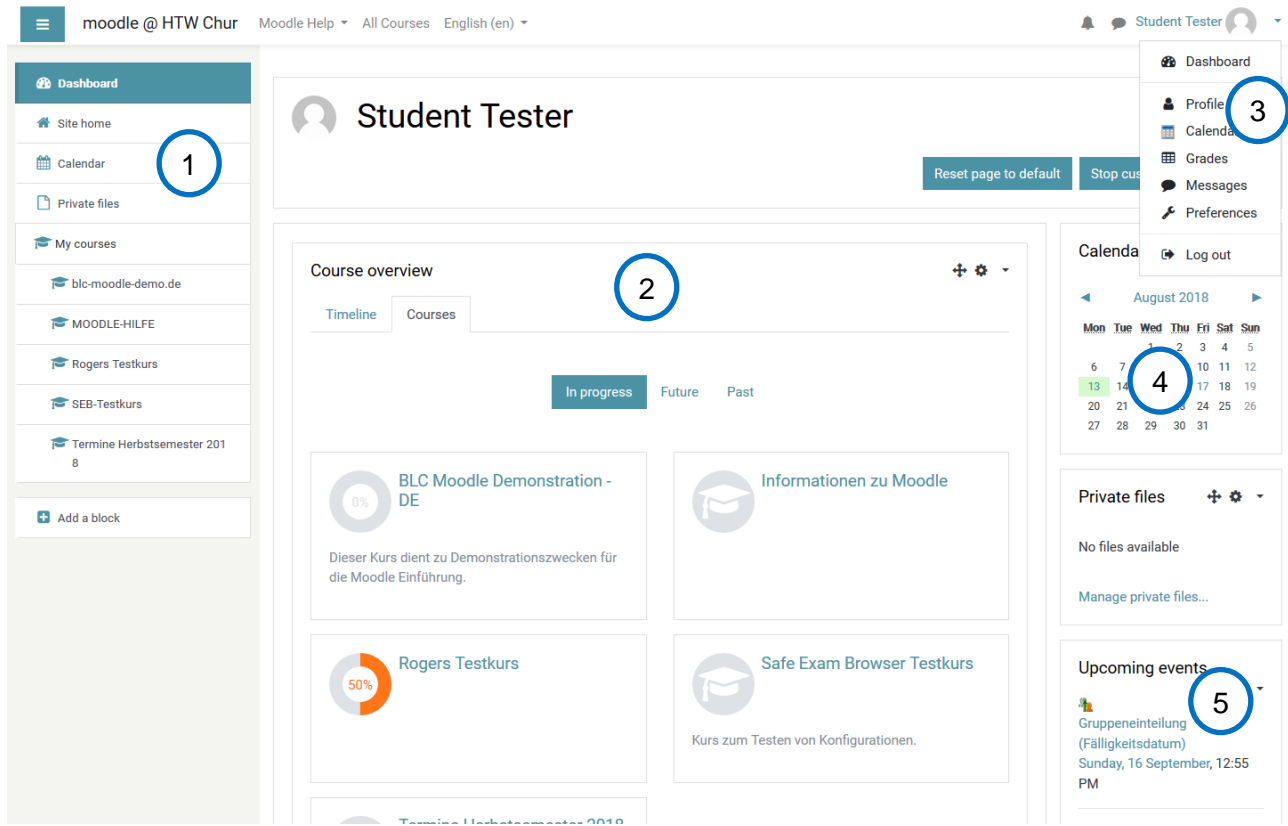 moodle @ HTW Chur Moodle Help All Courses English (en) Student Tester
Dashboard
Site home
Calendar
1
Private files
My courses
blc-moodle-demo.de
MOODLE-HILFE
Rogers Testkurs
SEB-Testkurs
Termine Herbstsemester 201
8
Add a block
Student Tester
Reset page to default Stop cus
Dashboard
Profile
3
Calenda
Grades
Messages
Preferences
Log out
Course overview
2
Timeline Courses
In progress Future Past
BLC Moodle Demonstration -
DE
0%
Dieser Kurs dient zu Demonstrationszwecken für
die Moodle Einführung.
Informationen zu Moodle
Rogers Testkurs
50%
Safe Exam Browser Testkurs
Kurs zum Testen von Konfigurationen.
Termine Herbstsemester 2018
Calenda
◄ August 2018 ►
Mon Tue Wed Thu Fri Sat Sun
1 2 3 4 5
6 7 10 11 12
4
13 14 17 18 19
20 21 23 24 25 26
27 28 29 30 31
Private files
No files available
Manage private files...
Upcoming events
5
Gruppeneinteilung
(Fälligkeitsdatum)
Sunday, 16 September, 12:55
PM